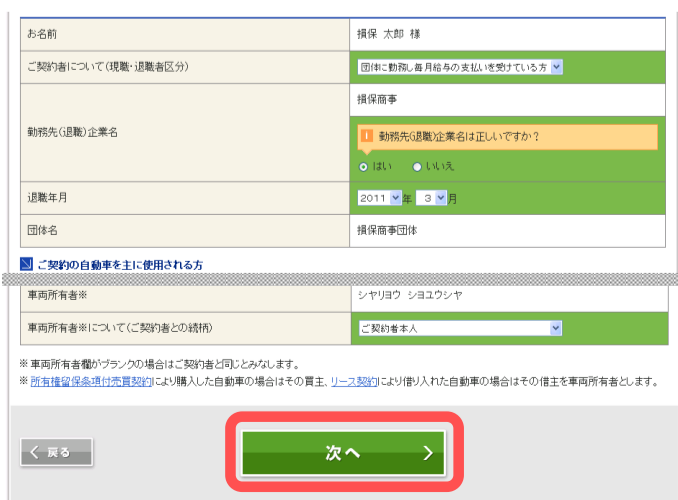 お名前
損保 太郎 様
ご契約者について(現職・退職者区分)
団体に勤務し毎月給与の支払いを受けている方
損保商事
勤務先(退職)企業名
勤務先(退職)企業名は正しいですか?
はい いいえ
退職年月
2011 年 3 月
団体名
損保商事団体
ご契約の自動車を主に使用される方
車両所有者※
シヤリヨウ シヨユウシヤ
車両所有者※について(ご契約者との続柄)
ご契約者本人
※ 車両所有者欄がブランクの場合はご契約者と同じとみなします。
※ 所有権留保条項付売買契約により購入した自動車の場合はその買主、リース契約により借り入れた自動車の場合はその借主を車両所有者とします。
戻る
次へ